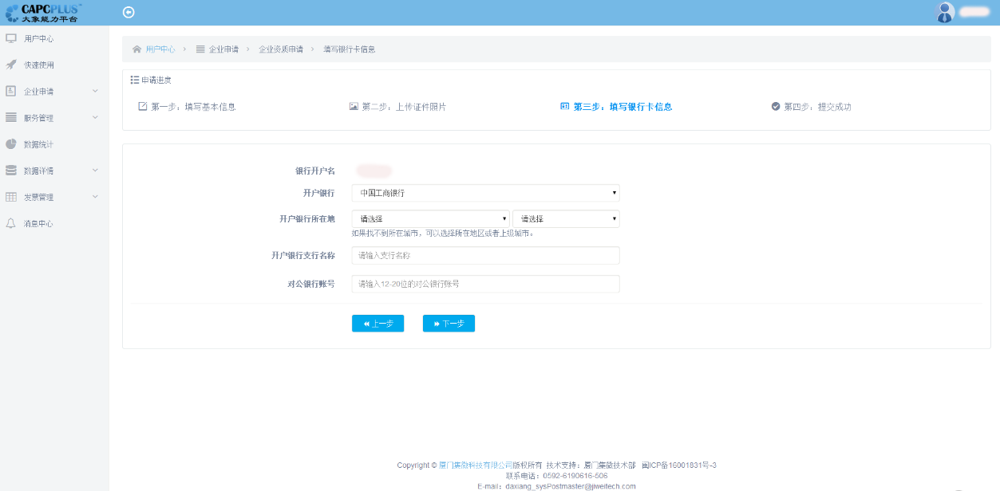 CAPCPLUS™
大象能力平台
用户中心
快速使用
企业申请
服务管理
数据统计
数据详情
发票管理
消息中心
用户中心 > 企业申请 > 企业资质申请 > 填写银行卡信息
申请进度
第一步：填写基本信息 第二步：上传证件照片 第三步：填写银行卡信息 第四步：提交成功
银行开户名
开户银行 中国工商银行
开户银行所在地 请选择 请选择
如果找不到所在城市，可以选择所在地区或者上级城市。
开户银行支行名称 请输入支行名称
对公银行账号 请输入12-20位的对公银行账号
上一步 下一步
Copyright © 厦门集微科技有限公司版权所有 技术支持：厦门集微技术部 闽ICP备16001831号-3
联系电话：0592-6190616-506
E-mail：daxiang_sysPostmaster@jiweitech.com